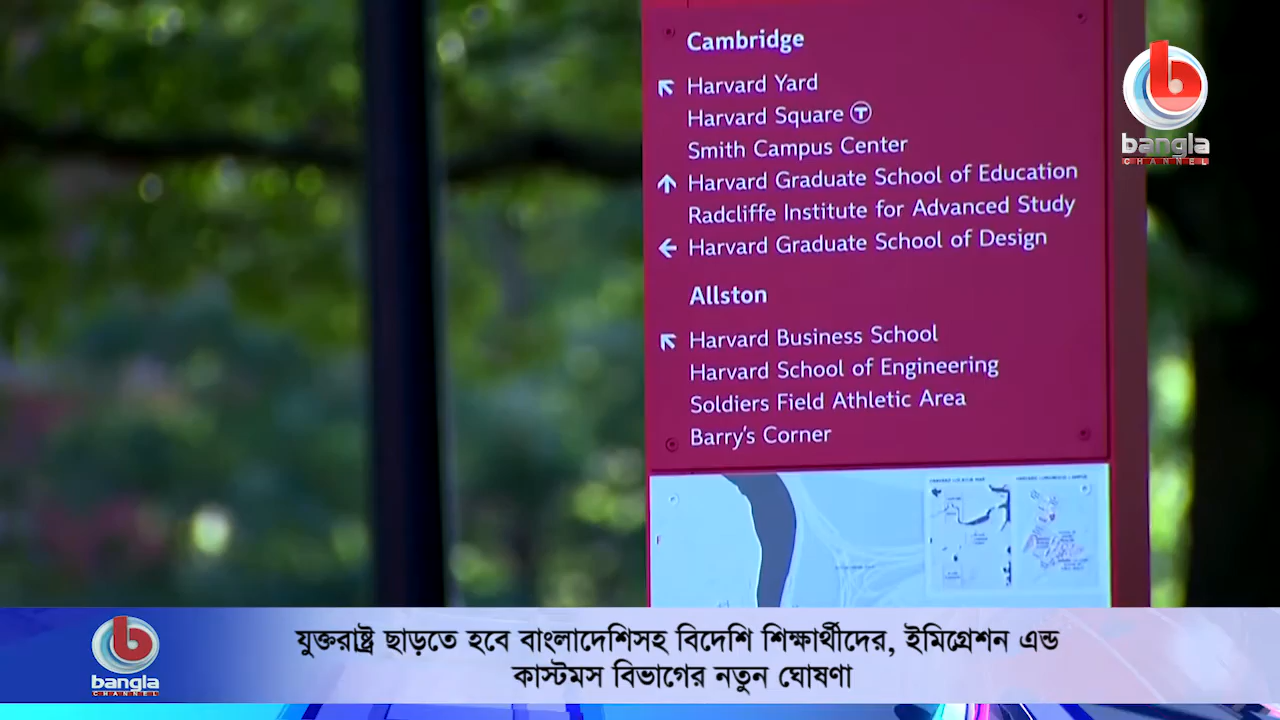 Cambridge
Harvard Yard
Harvard Square T
Smith Campus Center
Harvard Graduate School of Education
Radcliffe Institute for Advanced Study
Harvard Graduate School of Design
Allston
Harvard Business School
Harvard School of Engineering
Soldiers Field Athletic Area
Barry's Corner
b
bangla
CHANNEL
b
bangla
CHANNEL
যুক্তরাষ্ট্র ছাড়তে হবে বাংলাদেশিসহ বিদেশি শিক্ষার্থীদের, ইমিগ্রেশন এন্ড
কাস্টমস বিভাগের নতুন ঘোষণা